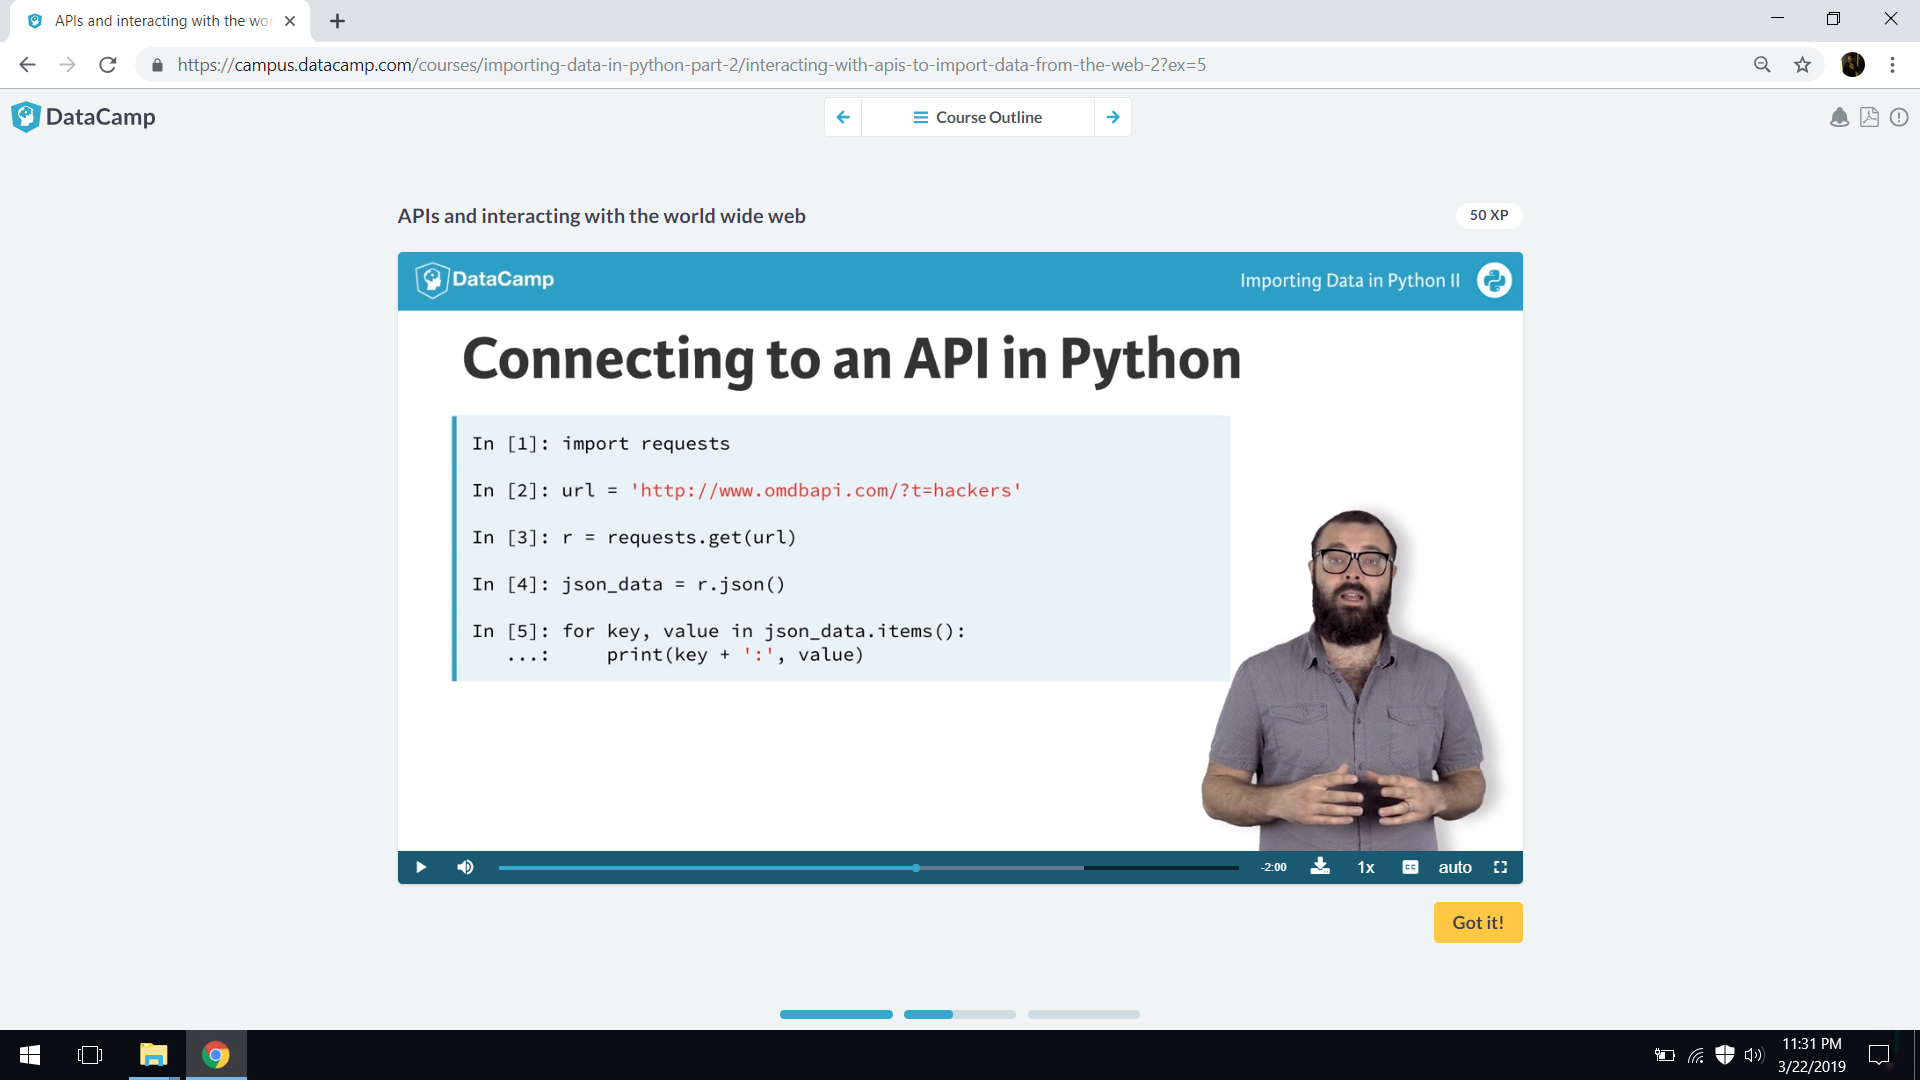 APIs and interacting with the wor
https://campus.datacamp.com/courses/importing-data-in-python-part-2/interacting-with-apis-to-import-data-from-the-web-2?ex=5
DataCamp
Course Outline
APIs and interacting with the world wide web
50 XP
DataCamp
Importing Data in Python II
Connecting to an API in Python
In [1]: import requests
In [2]: url = 'http://www.omdbapi.com/?t=hackers'
In [3]: r = requests.get(url)
In [4]: json_data = r.json()
In [5]: for key, value in json_data.items():
...: print(key + ':', value)
-2:00
1x
CC
auto
Got it!
11:31 PM
3/22/2019